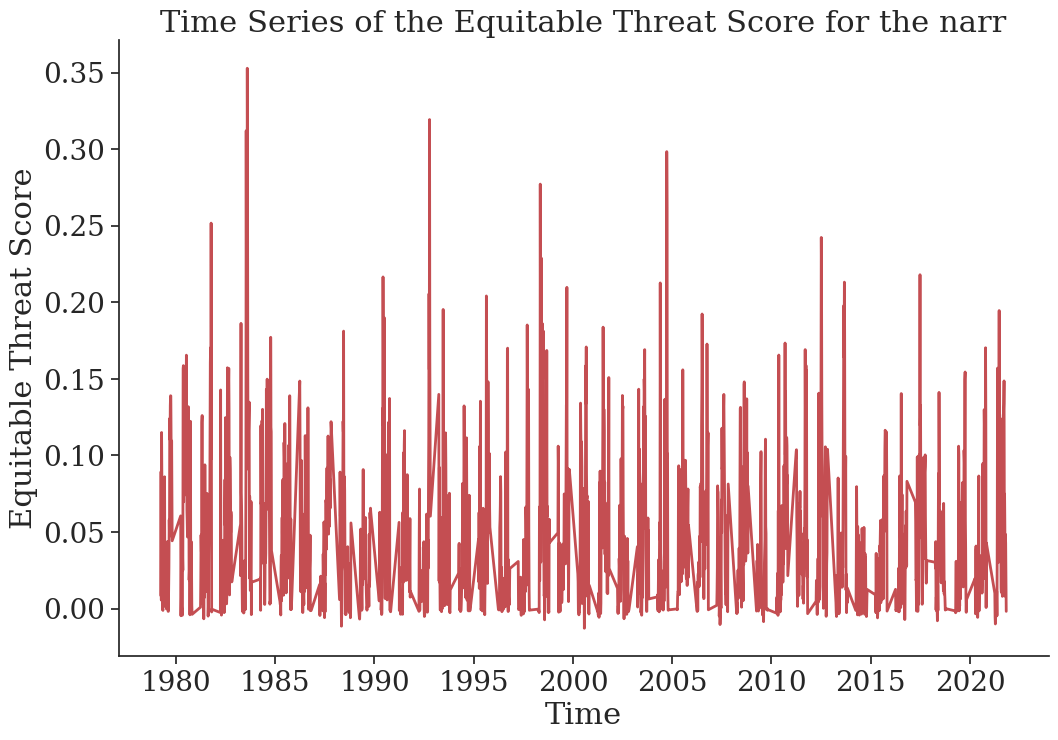 Time Series of the Equitable Threat Score for the narr
Equitable Threat Score
0.35
0.30
0.25
0.20
0.15
0.10
0.05
0.00
1980 1985 1990 1995 2000 2005 2010 2015 2020
Time